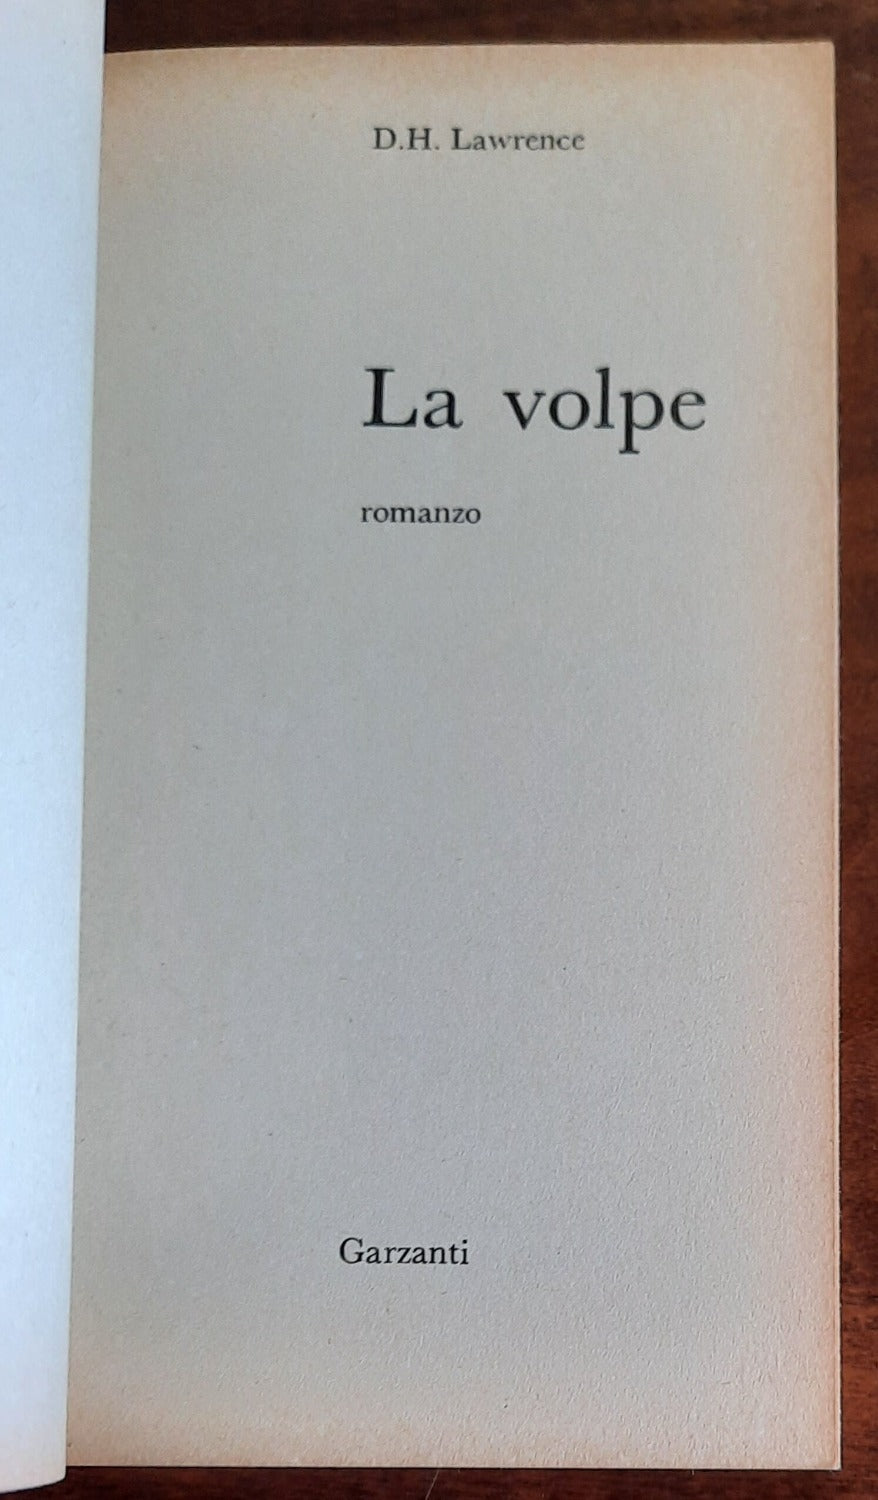 D.H. Lawrence
La volpe
romanzo
Garzanti